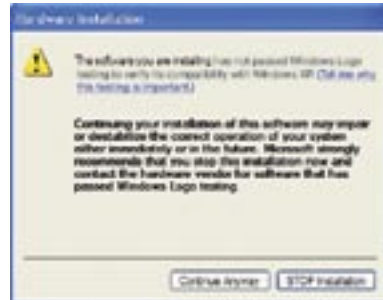 Hardware Installation
The software you are installing has not passed Windows Logo
testing to verify its compatibility with Windows XP. (Tell me why
this testing is important.)
Continuing your installation of this software may impair
or destabilize the correct operation of your system
either immediately or in the future. Microsoft strongly
recommends that you stop this installation now and
contact the hardware vendor for software that has
passed Windows Logo testing.
Continue Anyway
STOP Installation